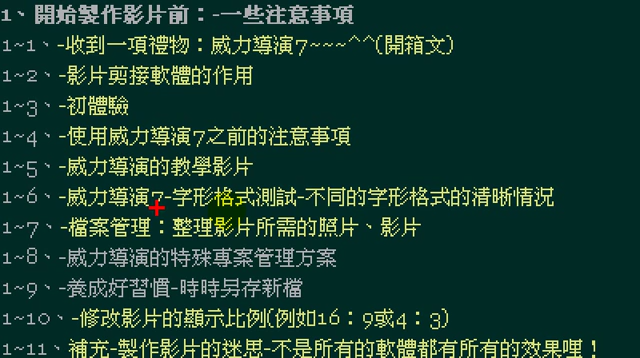 1、開始製作影片前：-一些注意事項
1~1、-收到一項禮物：威力導演7~~~^^(開箱文)
1~2、-影片剪接軟體的作用
1~3、-初體驗
1~4、-使用威力導演7之前的注意事項
1~5、-威力導演的教學影片
1~6、-威力導演7-字形格式測試-不同的字形格式的清晰情況
1~7、-檔案管理：整理影片所需的照片、影片
1~8、-威力導演的特殊專案管理方案
1~9、-養成好習慣-時時另存新檔
1~10、-修改影片的顯示比例(例如16：9或4：3)
1~11、補充-製作影片的迷思-不是所有的軟體都有所有的效果哩！